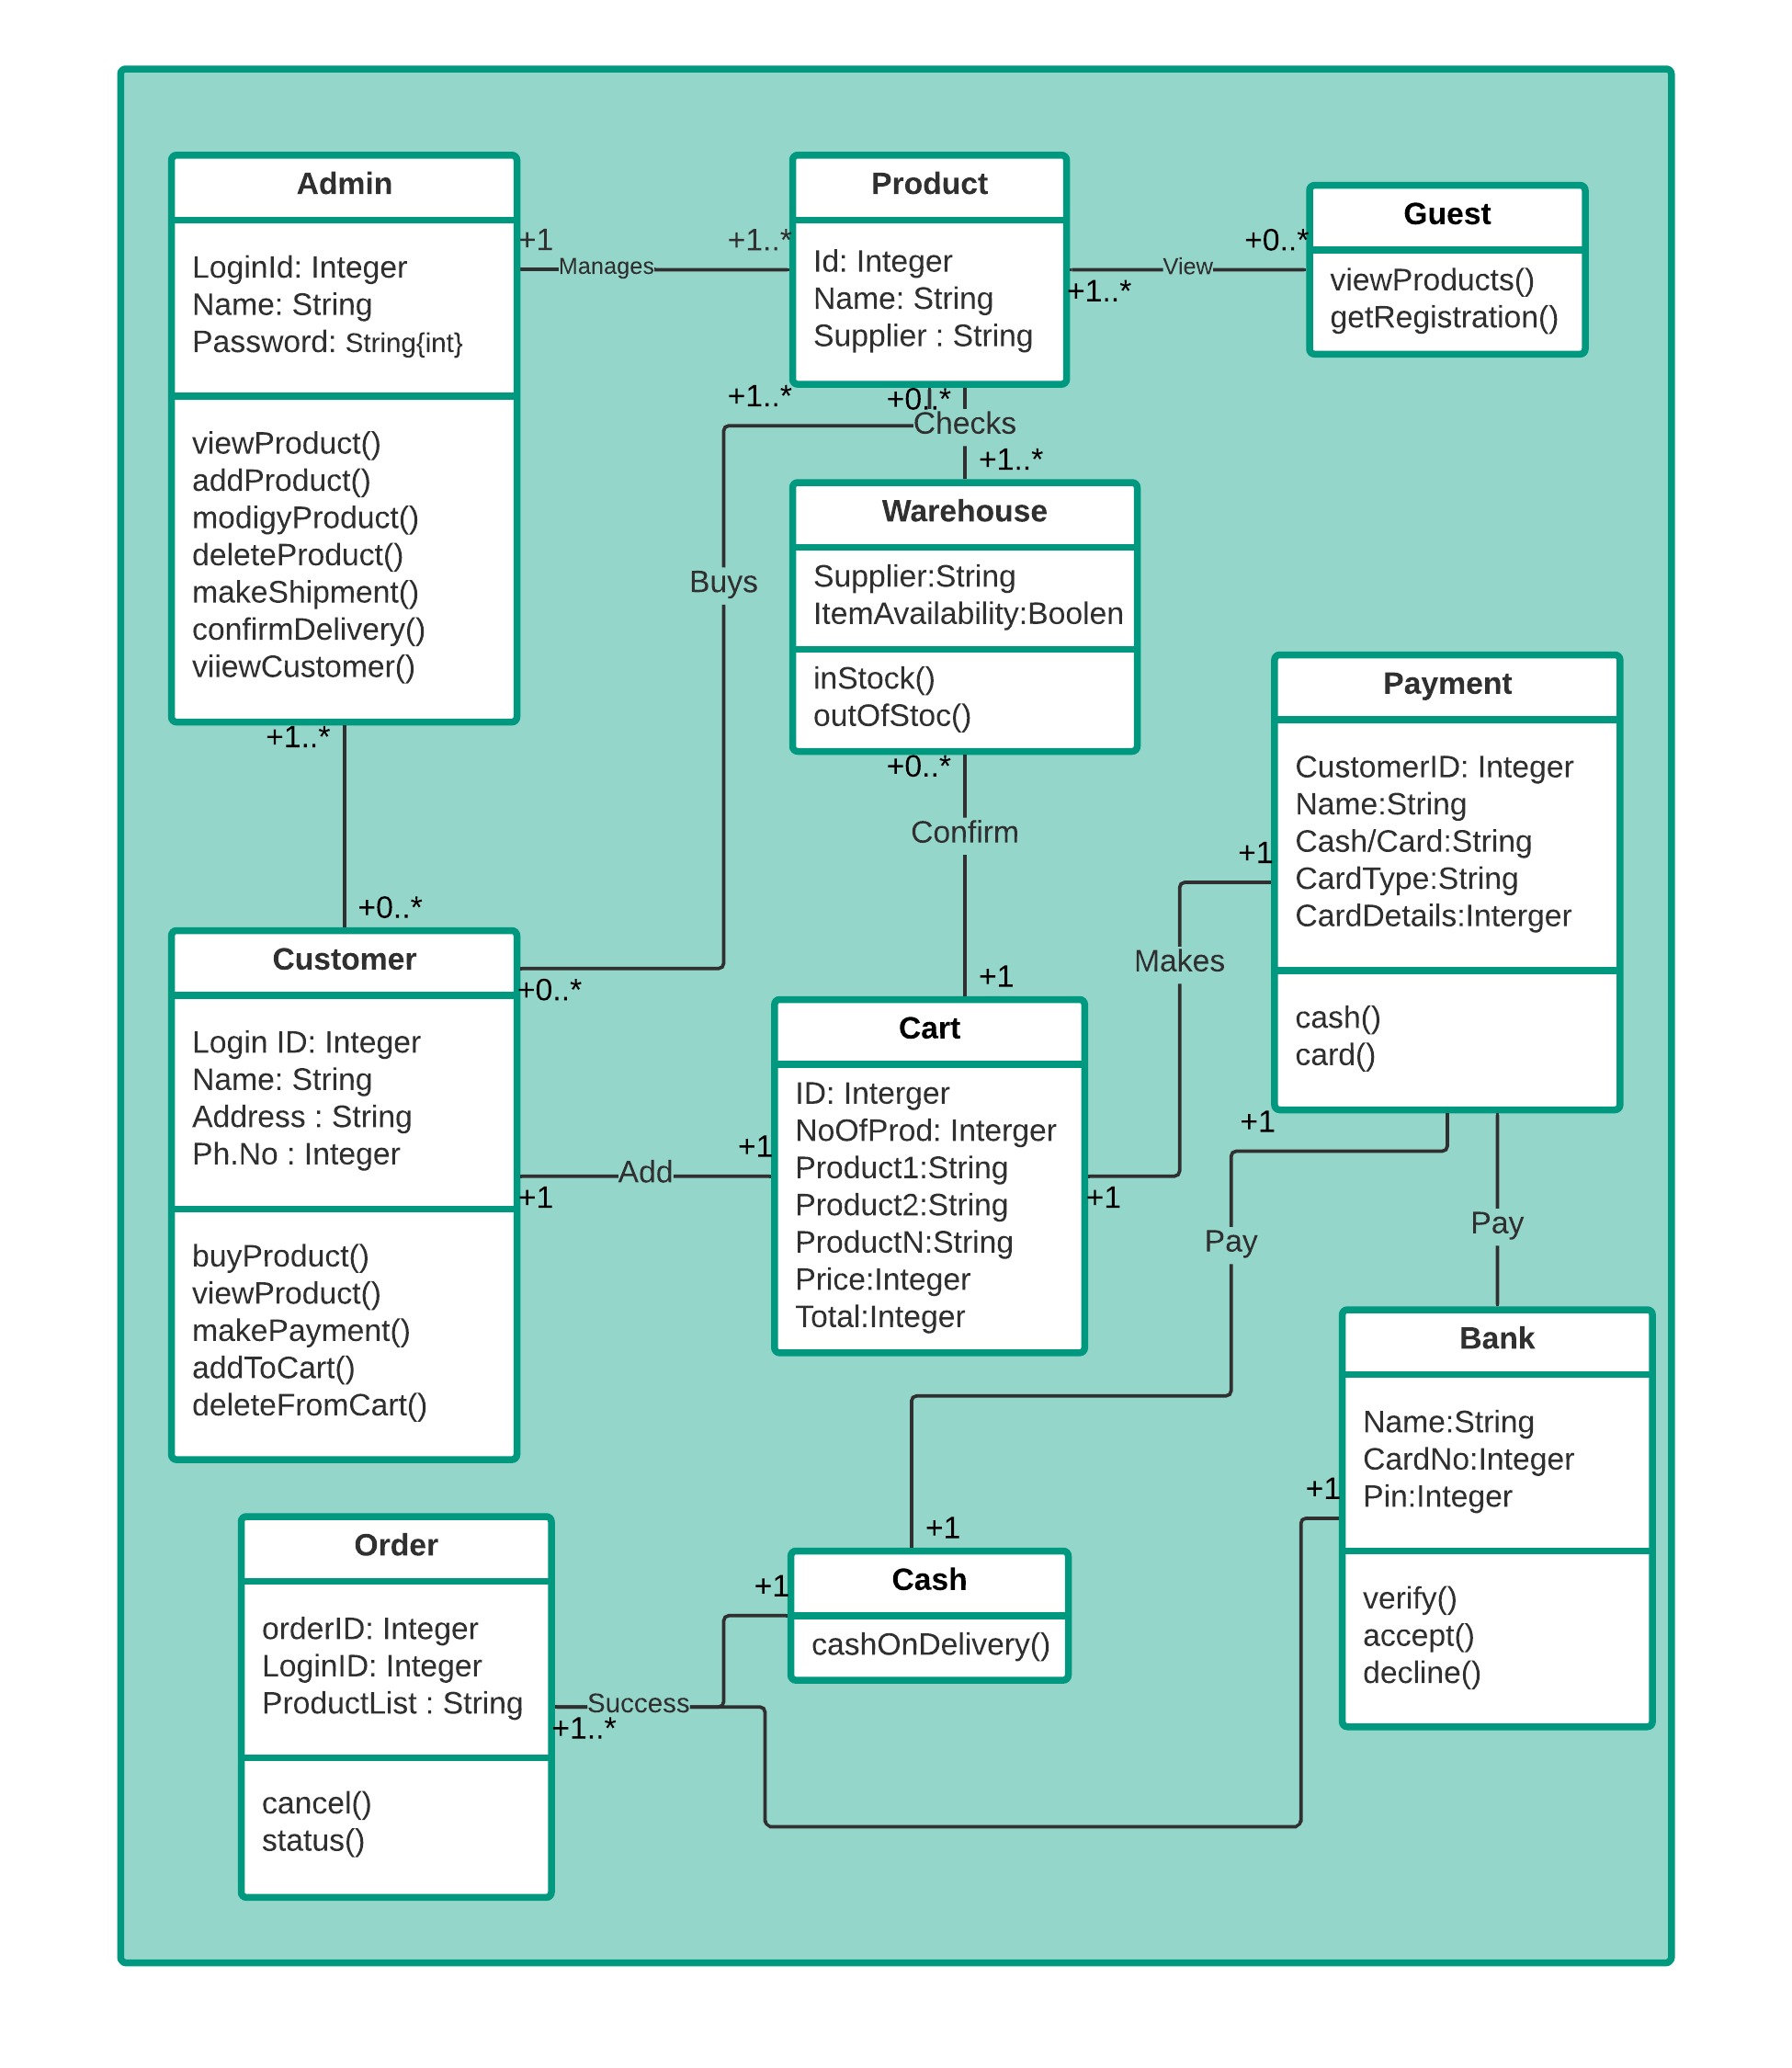 Admin
LoginId: Integer
Name: String
Password: String{int}
viewProduct()
addProduct()
modigyProduct()
deleteProduct()
makeShipment()
confirmDelivery()
viiewCustomer()
+1
Manages
+1..*
Product
Id: Integer
Name: String
Supplier : String
+1..*
View
+0..*
Guest
viewProducts()
getRegistration()
+1..*
+0..*
Checks
+1..*
Buys
Warehouse
Supplier:String
ItemAvailability:Boolen
inStock()
outOfStoc()
+0..*
Confirm
+1
+1..*
+0..*
Customer
Login ID: Integer
Name: String
Address : String
Ph.No : Integer
buyProduct()
viewProduct()
makePayment()
addToCart()
deleteFromCart()
+0..*
+1
Add
+1
Cart
ID: Interger
NoOfProd: Interger
Product1:String
Product2:String
ProductN:String
Price:Integer
Total:Integer
+1
Makes
+1
Payment
CustomerID: Integer
Name:String
Cash/Card:String
CardType:String
CardDetails:Interger
cash()
card()
+1
Pay
Pay
Bank
Name:String
CardNo:Integer
Pin:Integer
verify()
accept()
decline()
+1
Order
orderID: Integer
LoginID: Integer
ProductList : String
cancel()
status()
+1..*
Success
+1
+1
Cash
cashOnDelivery()